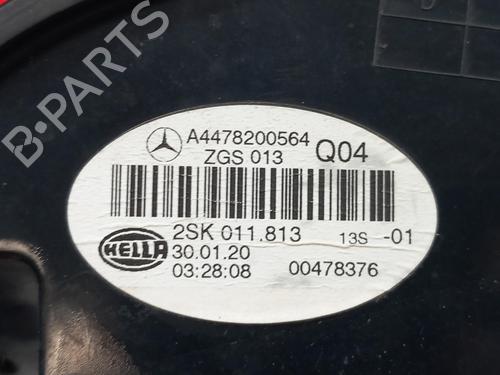 A4478200564
ZGS 013 Q04
2SK 011.813 13S -01
HELLA 30.01.20
03:28:08 00478376
B-PARTS